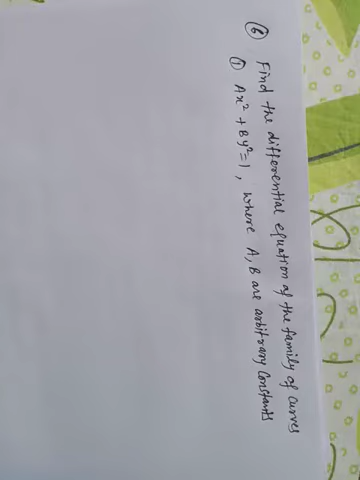 ⑥ Find the differential equation of the family of curves
① Ax² + By² = 1, where A, B are arbitrary constants